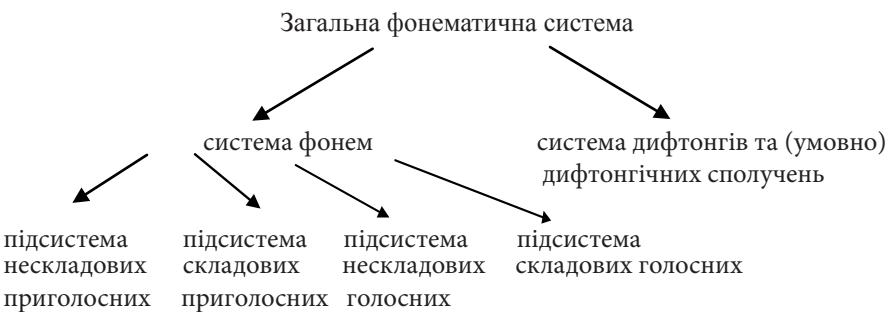 Загальна фонематична система
система фонем
система дифтонгів та (умовно)
дифтонгічних сполучень
підсистема
нескладових
приголосних
підсистема
складових
приголосних
підсистема
нескладових
голосних
підсистема
складових голосних